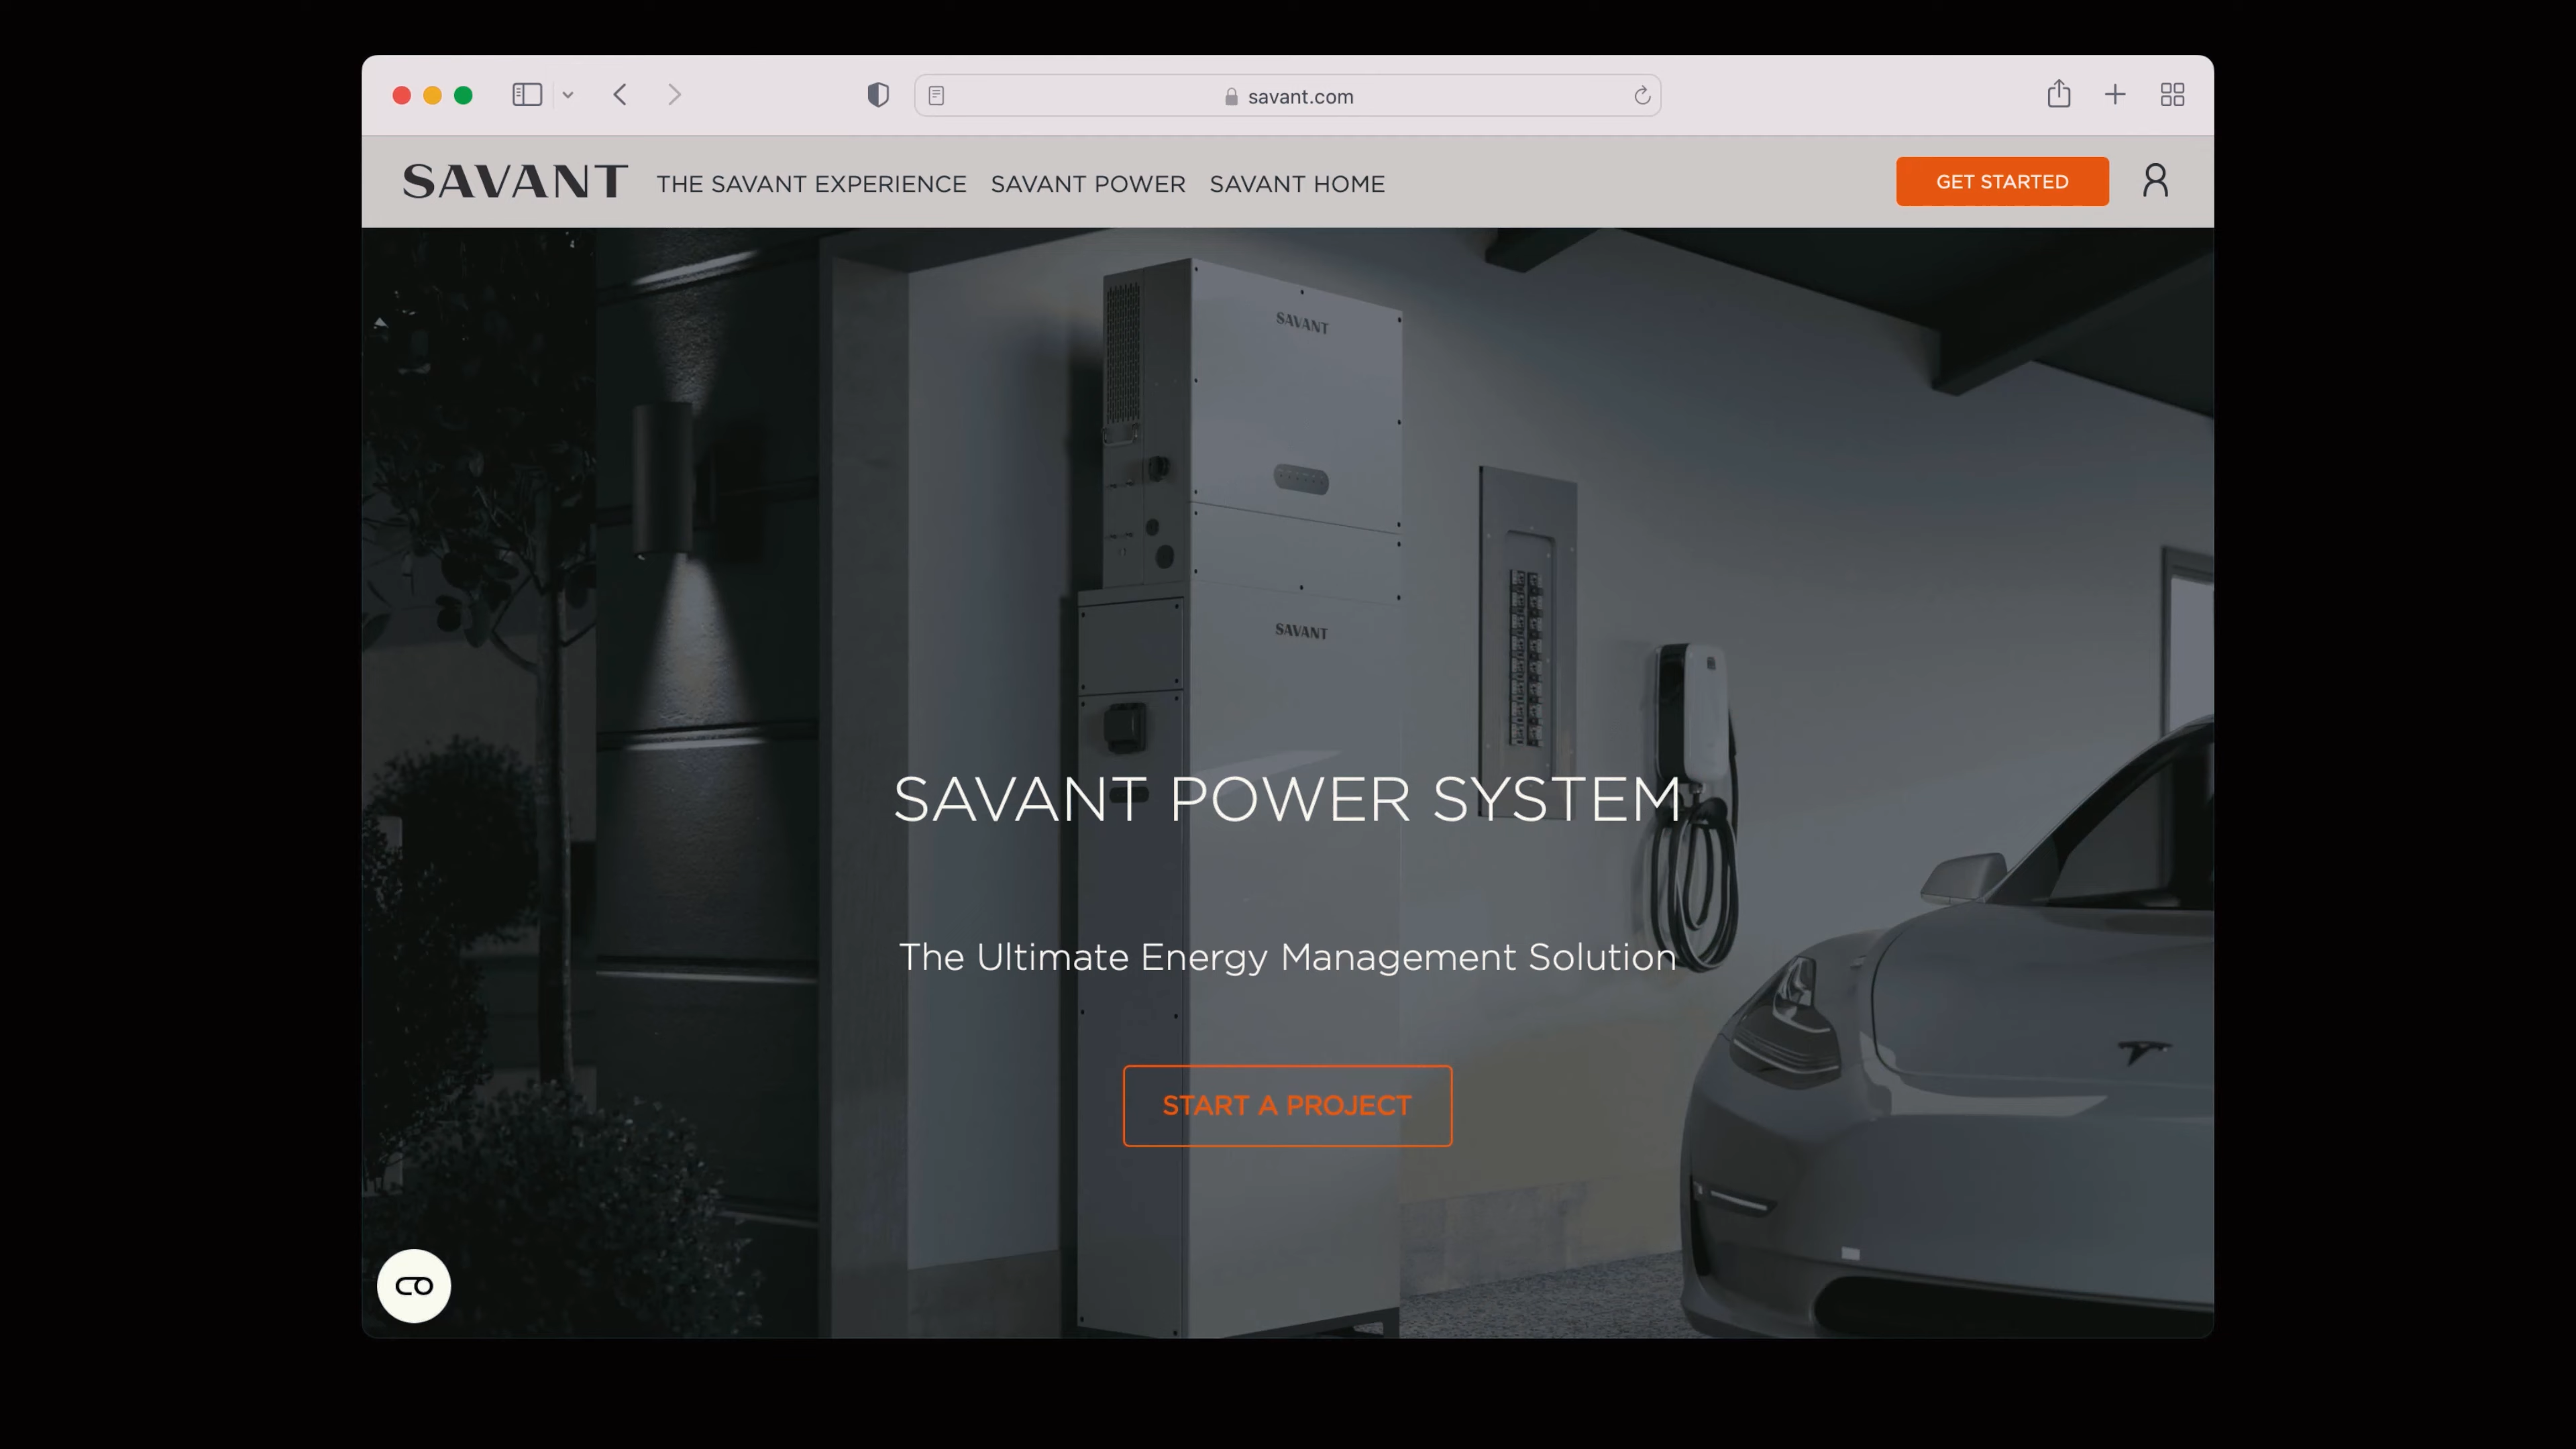 savant.com
SAVANT THE SAVANT EXPERIENCE SAVANT POWER SAVANT HOME GET STARTED
SAVANT
SAVANT
SAVANT POWER SYSTEM
The Ultimate Energy Management Solution
START A PROJECT